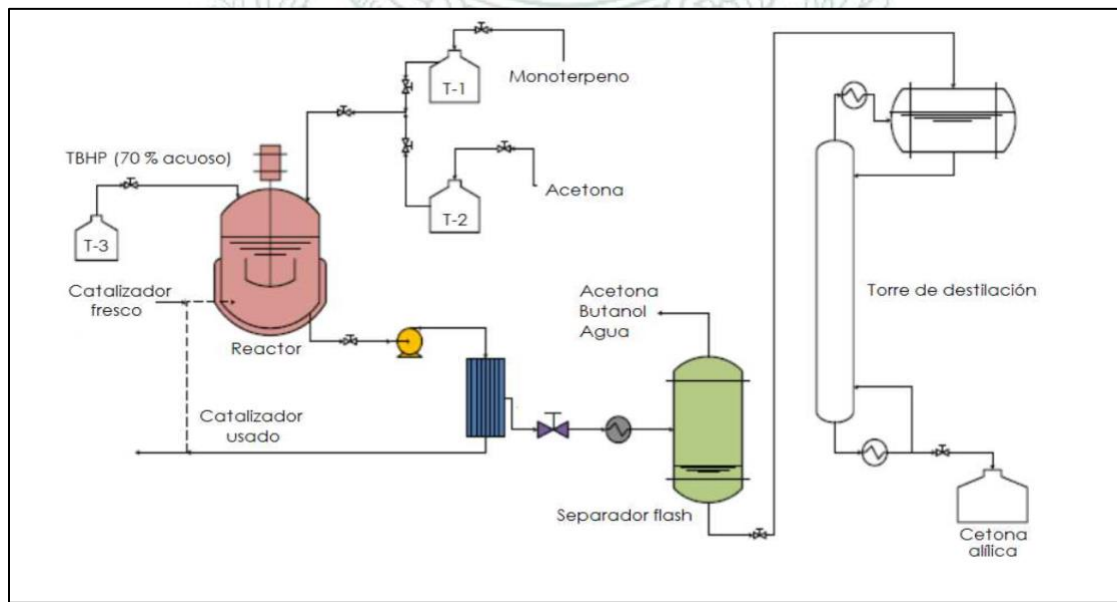 T-1
Monoterpeno
TBHP (70 % acuoso)
T-2
Acetona
T-3
Catalizador
fresco
Reactor
Acetona
Butanol
Agua
Torre de destilación
Catalizador
usado
Separador flash
Cetona
alílica